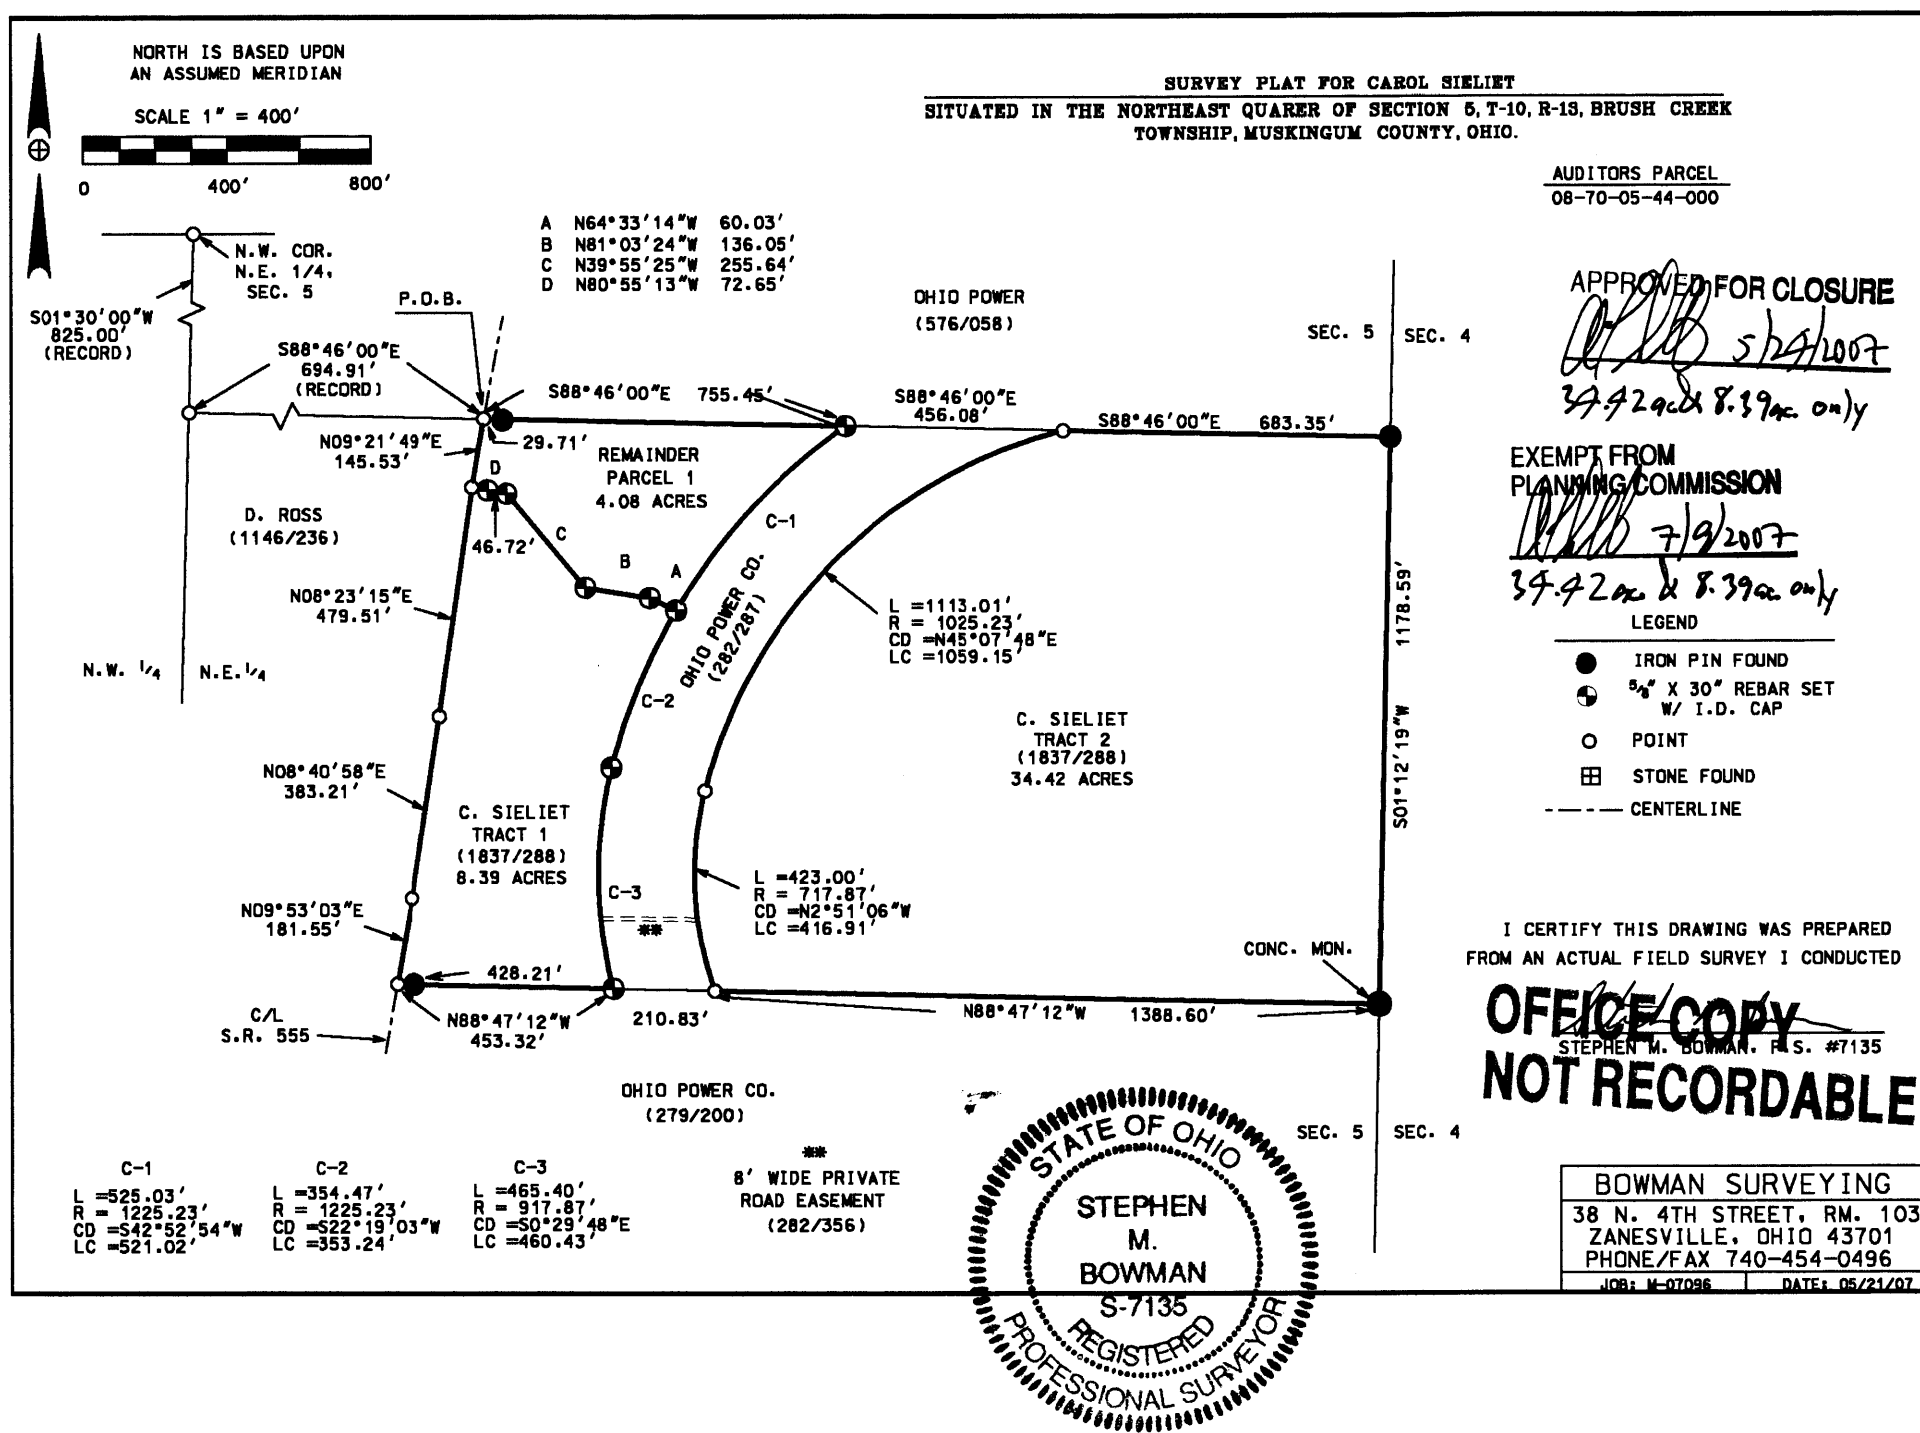 NORTH IS BASED UPON
AN ASSUMED MERIDIAN
SCALE 1" = 400'
0 400' 800'
SURVEY PLAT FOR CAROL SIELIET
SITUATED IN THE NORTHEAST QUARER OF SECTION 5, T-10, R-13, BRUSH CREEK
TOWNSHIP, MUSKINGUM COUNTY, OHIO.
AUDITORS PARCEL
08-70-05-44-000
A N64°33'14"W 60.03'
B N81°03'24"W 136.05'
C N39°55'25"W 255.64'
D N80°55'13"W 72.65'
N.W. COR.
N.E. 1/4,
SEC. 5
S01°30'00"W
825.00'
(RECORD)
P.O.B.
S88°46'00"E
694.91'
(RECORD)
OHIO POWER
(576/058)
SEC. 5 SEC. 4
APPROVED FOR CLOSURE
5/24/2007
34.42 ac & 8.39 ac. only
S88°46'00"E 755.45'
S88°46'00"E
456.08'
S88°46'00"E 683.35'
N09°21'49"E
145.53'
29.71'
D
REMAINDER
PARCEL 1
4.08 ACRES
EXEMPT FROM
PLANNING COMMISSION
7/9/2007
34.42 ac & 8.39 ac. only
D. ROSS
(1146/236)
46.72'
C
B
A
C-1
OHIO POWER CO.
(282/287)
C-2
L =1113.01'
R = 1025.23'
CD =N45°07'48"E
LC =1059.15'
1178.59'
S01°12'19"W
N08°23'15"E
479.51'
N.W. 1/4 N.E. 1/4
LEGEND
IRON PIN FOUND
5/8" X 30" REBAR SET
W/ I.D. CAP
POINT
STONE FOUND
CENTERLINE
C. SIELIET
TRACT 2
(1837/288)
34.42 ACRES
N08°40'58"E
383.21'
C. SIELIET
TRACT 1
(1837/288)
8.39 ACRES
C-3
**
L =423.00'
R = 717.87'
CD =N2°51'06"W
LC =416.91'
N09°53'03"E
181.55'
CONC. MON.
428.21'
N88°47'12"W
453.32'
210.83'
N88°47'12"W 1388.60'
C/L
S.R. 555
I CERTIFY THIS DRAWING WAS PREPARED
FROM AN ACTUAL FIELD SURVEY I CONDUCTED
OFFICE COPY
STEPHEN M. BOWMAN, P.S. #7135
NOT RECORDABLE
OHIO POWER CO.
(279/200)
SEC. 5 SEC. 4
C-1
L =525.03'
R = 1225.23'
CD =S42°52'54"W
LC =521.02'
C-2
L =354.47'
R = 1225.23'
CD =S22°19'03"W
LC =353.24'
C-3
L =465.40'
R = 917.87'
CD =S0°29'48"E
LC =460.43'
**
8' WIDE PRIVATE
ROAD EASEMENT
(282/356)
STATE OF OHIO
STEPHEN
M.
BOWMAN
S-7135
REGISTERED
PROFESSIONAL SURVEYOR
BOWMAN SURVEYING
38 N. 4TH STREET, RM. 103
ZANESVILLE, OHIO 43701
PHONE/FAX 740-454-0496
JOB: M-07096 DATE: 05/21/07